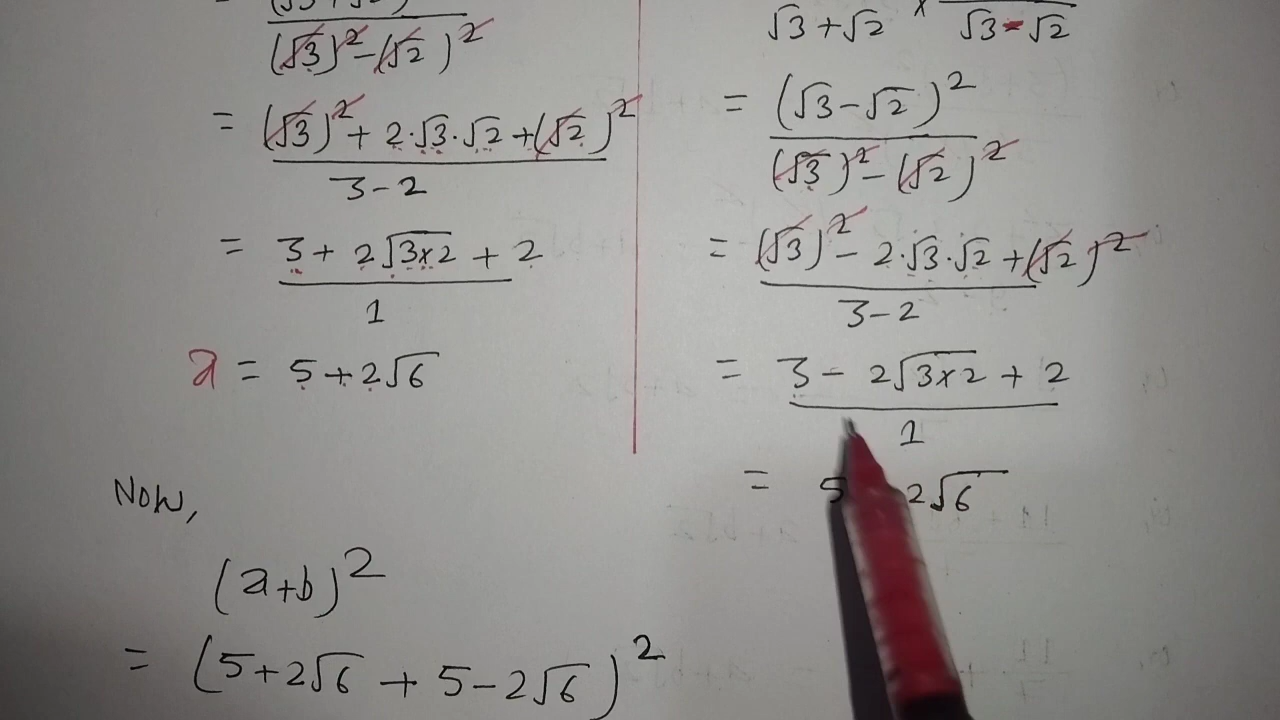 (√3)² - (√2)²
= (√3)² + 2·√3·√2 + (√2)²
3-2
= 3 + 2√3×2 + 2
1
a = 5+2√6
√3+√2 × √3-√2
= (√3-√2)²
(√3)² - (√2)²
= (√3)² - 2·√3·√2 + (√2)²
3-2
= 3 - 2√3×2 + 2
1
= 5 2√6
Now,
(a+b)²
= (5+2√6 + 5-2√6)²